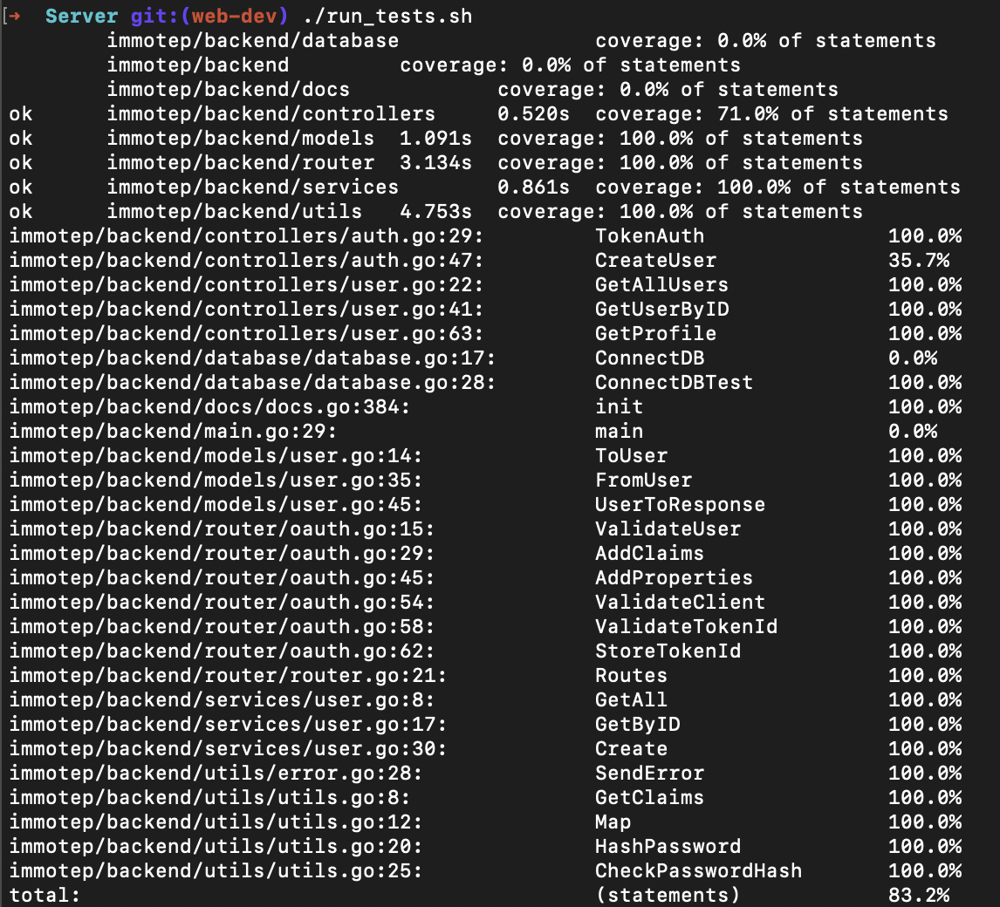 [➜  Server git:(web-dev) ./run_tests.sh
        immotep/backend/database                coverage: 0.0% of statements
        immotep/backend         coverage: 0.0% of statements
        immotep/backend/docs            coverage: 0.0% of statements
ok      immotep/backend/controllers     0.520s  coverage: 71.0% of statements
ok      immotep/backend/models  1.091s  coverage: 100.0% of statements
ok      immotep/backend/router  3.134s  coverage: 100.0% of statements
ok      immotep/backend/services        0.861s  coverage: 100.0% of statements
ok      immotep/backend/utils   4.753s  coverage: 100.0% of statements
immotep/backend/controllers/auth.go:29:         TokenAuth               100.0%
immotep/backend/controllers/auth.go:47:         CreateUser              35.7%
immotep/backend/controllers/user.go:22:         GetAllUsers             100.0%
immotep/backend/controllers/user.go:41:         GetUserByID             100.0%
immotep/backend/controllers/user.go:63:         GetProfile              100.0%
immotep/backend/database/database.go:17:        ConnectDB               0.0%
immotep/backend/database/database.go:28:        ConnectDBTest           100.0%
immotep/backend/docs/docs.go:384:               init                    100.0%
immotep/backend/main.go:29:                     main                    0.0%
immotep/backend/models/user.go:14:              ToUser                  100.0%
immotep/backend/models/user.go:35:              FromUser                100.0%
immotep/backend/models/user.go:45:              UserToResponse          100.0%
immotep/backend/router/oauth.go:15:             ValidateUser            100.0%
immotep/backend/router/oauth.go:29:             AddClaims               100.0%
immotep/backend/router/oauth.go:45:             AddProperties           100.0%
immotep/backend/router/oauth.go:54:             ValidateClient          100.0%
immotep/backend/router/oauth.go:58:             ValidateTokenId         100.0%
immotep/backend/router/oauth.go:62:             StoreTokenId            100.0%
immotep/backend/router/router.go:21:            Routes                  100.0%
immotep/backend/services/user.go:8:             GetAll                  100.0%
immotep/backend/services/user.go:17:            GetByID                 100.0%
immotep/backend/services/user.go:30:            Create                  100.0%
immotep/backend/utils/error.go:28:              SendError               100.0%
immotep/backend/utils/utils.go:8:               GetClaims               100.0%
immotep/backend/utils/utils.go:12:              Map                     100.0%
immotep/backend/utils/utils.go:20:              HashPassword            100.0%
immotep/backend/utils/utils.go:25:              CheckPasswordHash       100.0%
total:                                          (statements)            83.2%